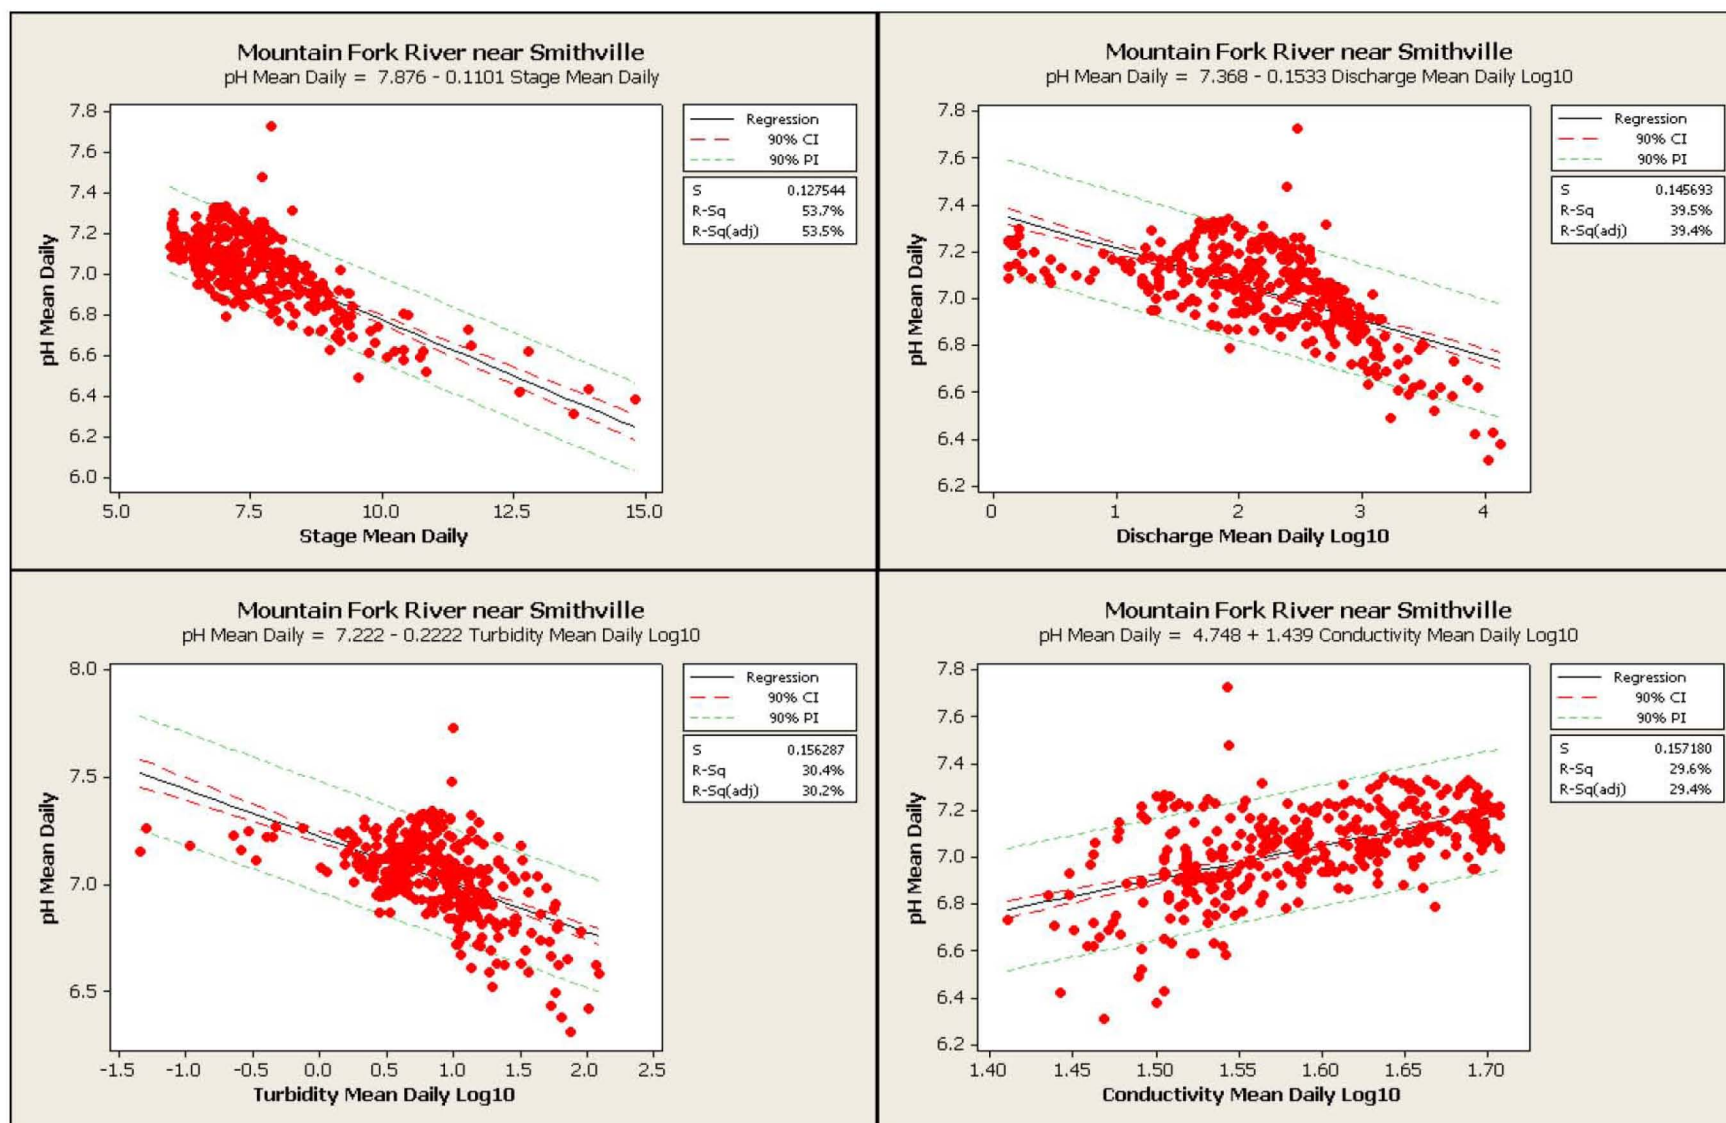 Mountain Fork River near Smithville
pH Mean Daily = 7.876 - 0.1101 Stage Mean Daily
7.8
7.6
7.4
7.2
7.0
6.8
6.6
6.4
6.2
6.0
pH Mean Daily
5.0 7.5 10.0 12.5 15.0
Stage Mean Daily
Regression
90% CI
90% PI
S 0.127544
R-Sq 53.7%
R-Sq(adj) 53.5%
Mountain Fork River near Smithville
pH Mean Daily = 7.368 - 0.1533 Discharge Mean Daily Log10
7.8
7.6
7.4
7.2
7.0
6.8
6.6
6.4
6.2
pH Mean Daily
0 1 2 3 4
Discharge Mean Daily Log10
Regression
90% CI
90% PI
S 0.145693
R-Sq 39.5%
R-Sq(adj) 39.4%
Mountain Fork River near Smithville
pH Mean Daily = 7.222 - 0.2222 Turbidity Mean Daily Log10
8.0
7.5
7.0
6.5
pH Mean Daily
-1.5 -1.0 -0.5 0.0 0.5 1.0 1.5 2.0 2.5
Turbidity Mean Daily Log10
Regression
90% CI
90% PI
S 0.156287
R-Sq 30.4%
R-Sq(adj) 30.2%
Mountain Fork River near Smithville
pH Mean Daily = 4.748 + 1.439 Conductivity Mean Daily Log10
7.8
7.6
7.4
7.2
7.0
6.8
6.6
6.4
6.2
pH Mean Daily
1.40 1.45 1.50 1.55 1.60 1.65 1.70
Conductivity Mean Daily Log10
Regression
90% CI
90% PI
S 0.157180
R-Sq 29.6%
R-Sq(adj) 29.4%